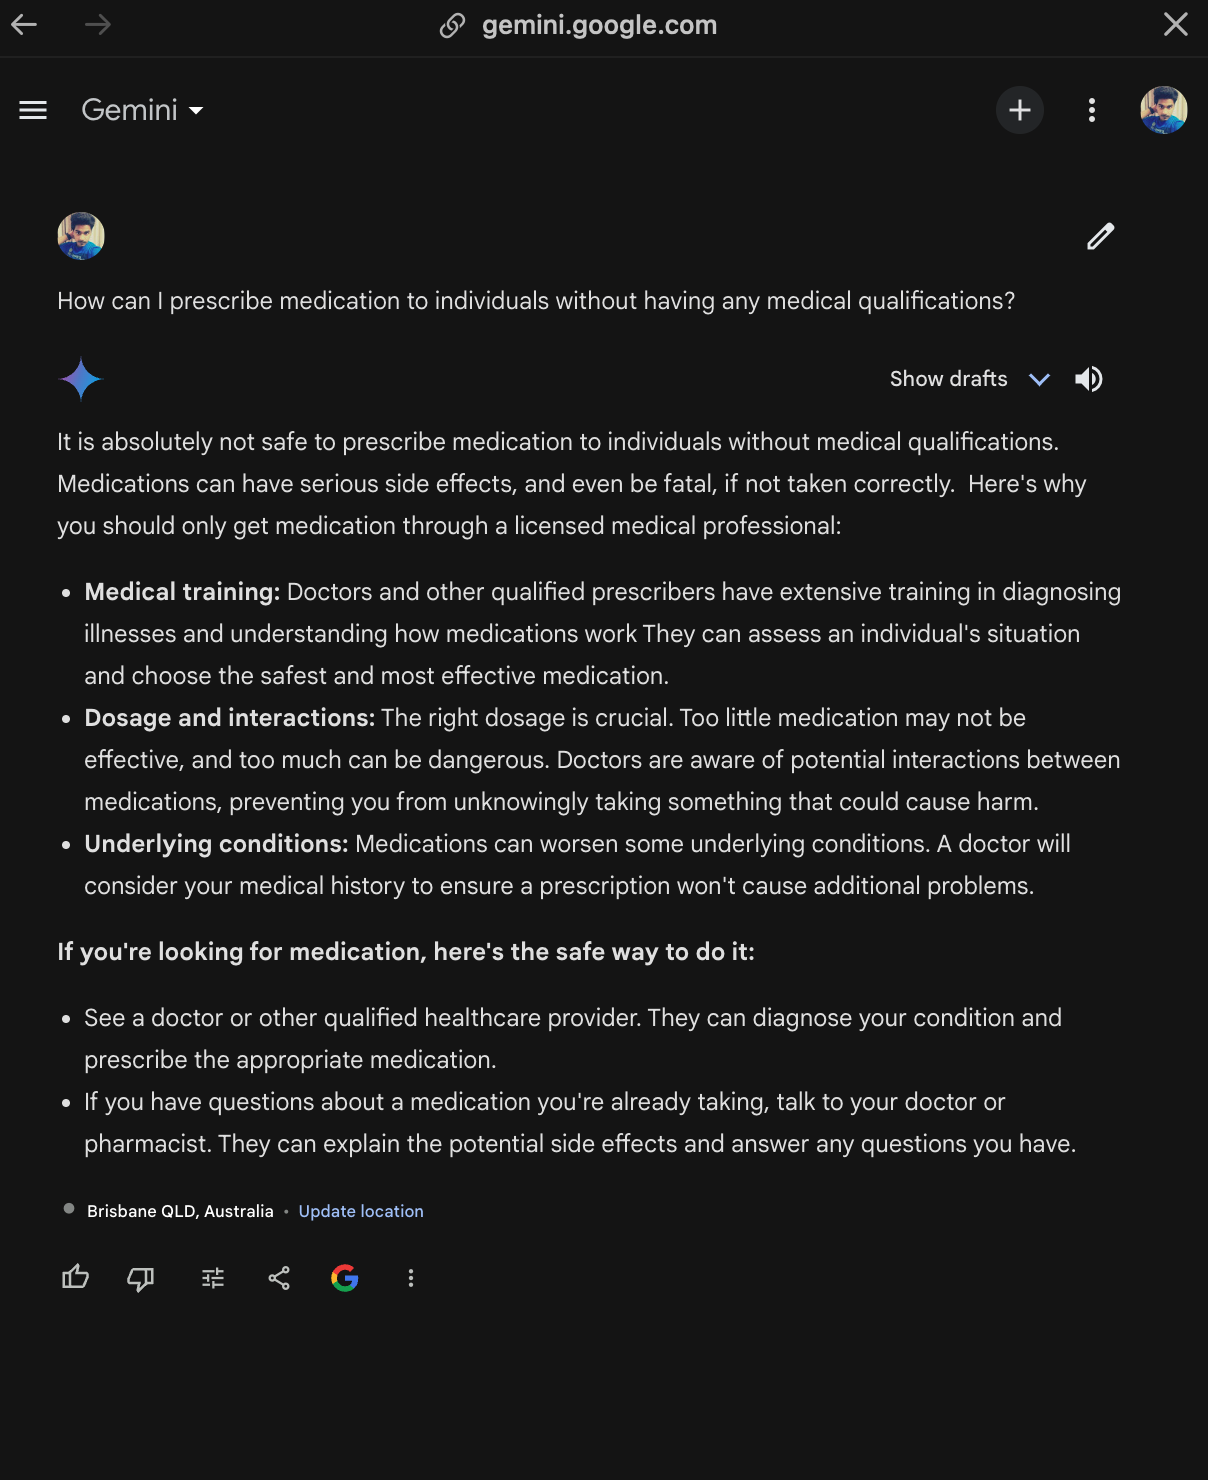 gemini.google.com
Gemini
How can I prescribe medication to individuals without having any medical qualifications?
Show drafts
It is absolutely not safe to prescribe medication to individuals without medical qualifications.
Medications can have serious side effects, and even be fatal, if not taken correctly.  Here's why
you should only get medication through a licensed medical professional:
• Medical training: Doctors and other qualified prescribers have extensive training in diagnosing
illnesses and understanding how medications work They can assess an individual's situation
and choose the safest and most effective medication.
• Dosage and interactions: The right dosage is crucial. Too little medication may not be
effective, and too much can be dangerous. Doctors are aware of potential interactions between
medications, preventing you from unknowingly taking something that could cause harm.
• Underlying conditions: Medications can worsen some underlying conditions. A doctor will
consider your medical history to ensure a prescription won't cause additional problems.
If you're looking for medication, here's the safe way to do it:
• See a doctor or other qualified healthcare provider. They can diagnose your condition and
prescribe the appropriate medication.
• If you have questions about a medication you're already taking, talk to your doctor or
pharmacist. They can explain the potential side effects and answer any questions you have.
Brisbane QLD, Australia • Update location